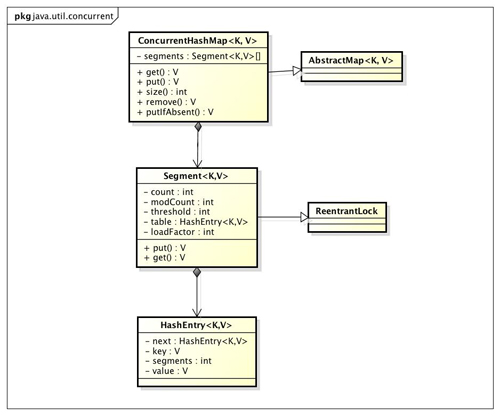 pkg java.util.concurrent
ConcurrentHashMap<K, V>
- segments : Segment<K,V>[]
+ get() : V
+ put() : V
+ size() : int
+ remove() : V
+ putIfAbsent() : V
AbstractMap<K, V>
Segment<K,V>
- count : int
- modCount : int
- threshold : int
- table : HashEntry<K,V>
- loadFactor : int
+ put() : V
+ get() : V
ReentrantLock
HashEntry<K,V>
- next : HashEntry<K,V>
- key : V
- segments : int
- value : V